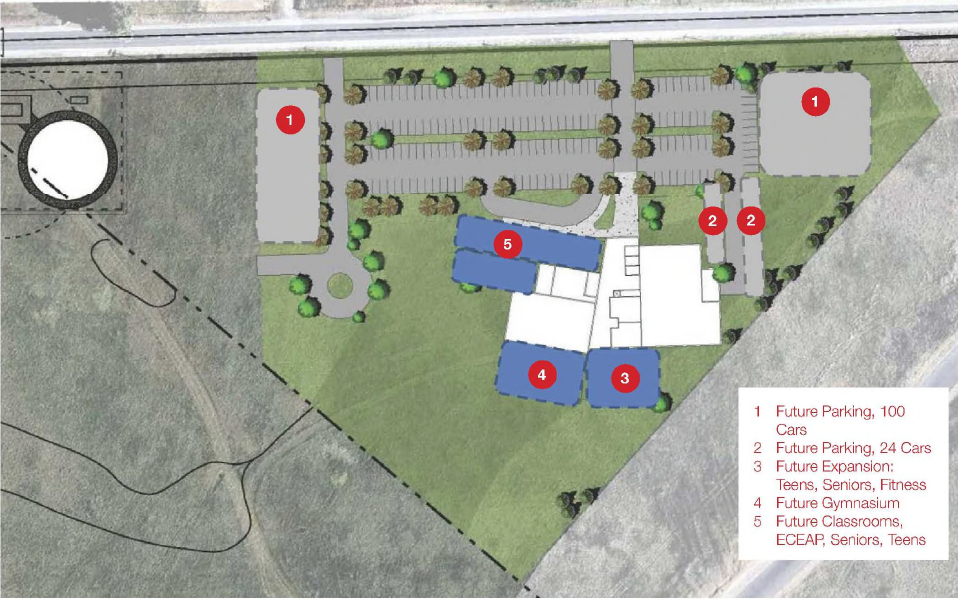 1
1
2
2
5
4
3
1 Future Parking, 100
Cars
2 Future Parking, 24 Cars
3 Future Expansion:
Teens, Seniors, Fitness
4 Future Gymnasium
5 Future Classrooms,
ECEAP, Seniors, Teens